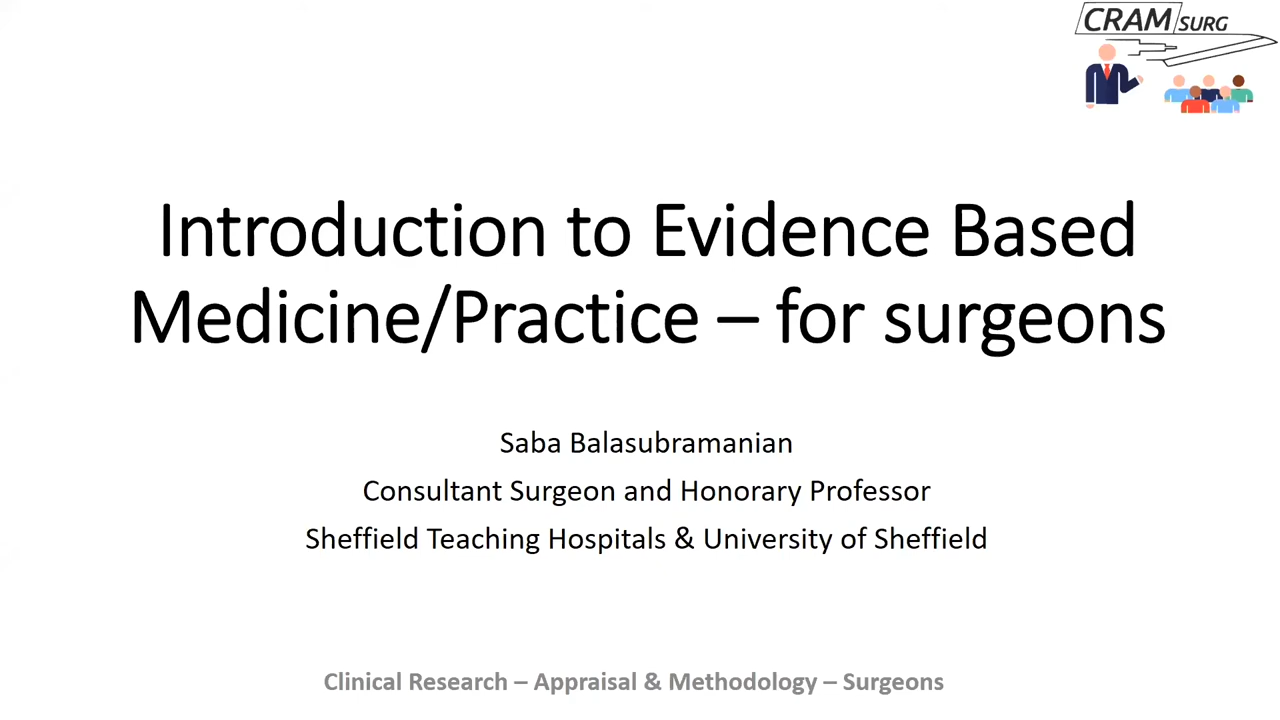 CRAM SURG
Introduction to Evidence Based
Medicine/Practice – for surgeons
Saba Balasubramanian
Consultant Surgeon and Honorary Professor
Sheffield Teaching Hospitals & University of Sheffield
Clinical Research – Appraisal & Methodology – Surgeons